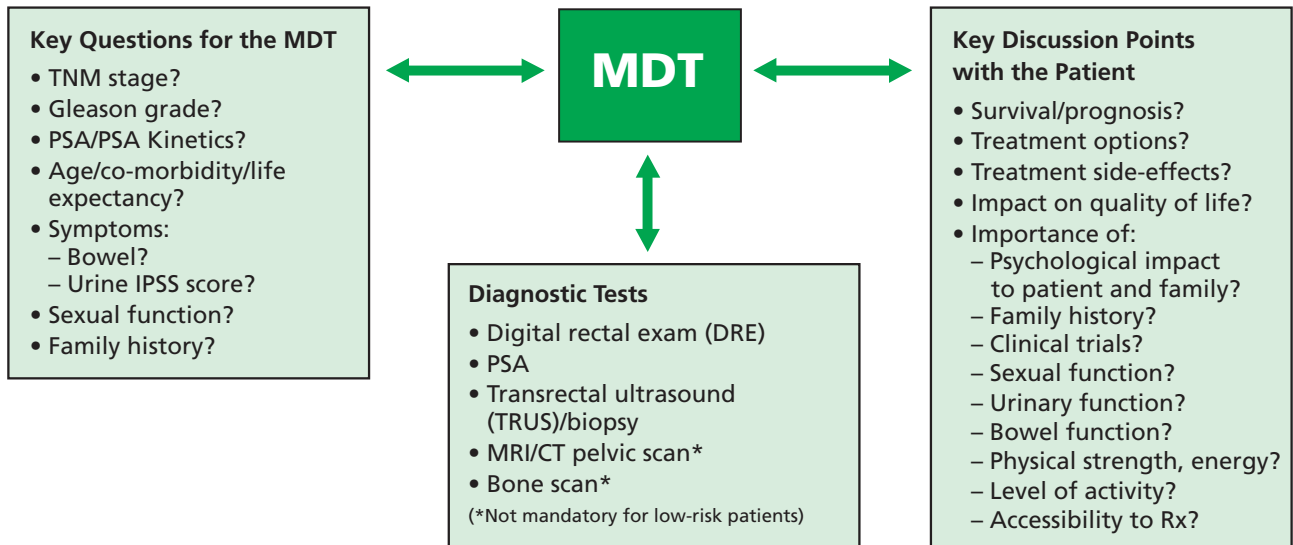 Key Questions for the MDT
• TNM stage?
• Gleason grade?
• PSA/PSA Kinetics?
• Age/co-morbidity/life
expectancy?
• Symptoms:
– Bowel?
– Urine IPSS score?
• Sexual function?
• Family history?
MDT
Diagnostic Tests
• Digital rectal exam (DRE)
• PSA
• Transrectal ultrasound
(TRUS)/biopsy
• MRI/CT pelvic scan*
• Bone scan*
(*Not mandatory for low-risk patients)
Key Discussion Points
with the Patient
• Survival/prognosis?
• Treatment options?
• Treatment side-effects?
• Impact on quality of life?
• Importance of:
– Psychological impact
to patient and family?
– Family history?
– Clinical trials?
– Sexual function?
– Urinary function?
– Bowel function?
– Physical strength, energy?
– Level of activity?
– Accessibility to Rx?